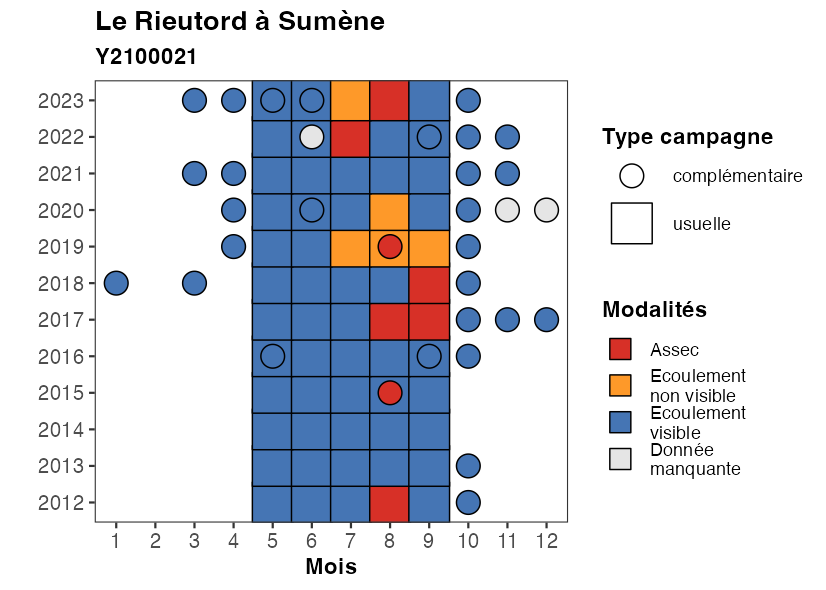 Le Rieutord à Sumène
Y2100021
2023
2022
2021
2020
2019
2018
2017
2016
2015
2014
2013
2012
1 2 3 4 5 6 7 8 9 10 11 12
Mois
Type campagne
complémentaire
usuelle
Modalités
Assec
Ecoulement
non visible
Ecoulement
visible
Donnée
manquante